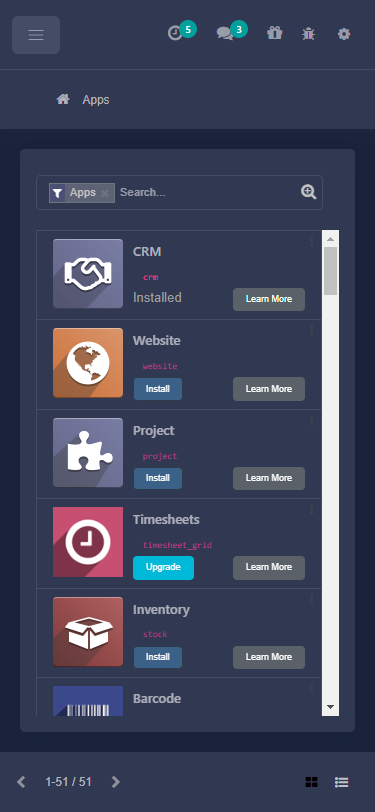 5
3
Apps
Apps × Search...
CRM
crm
Installed
Learn More
Website
website
Install
Learn More
Project
project
Install
Learn More
Timesheets
timesheet_grid
Upgrade
Learn More
Inventory
stock
Install
Learn More
Barcode
1-51 / 51